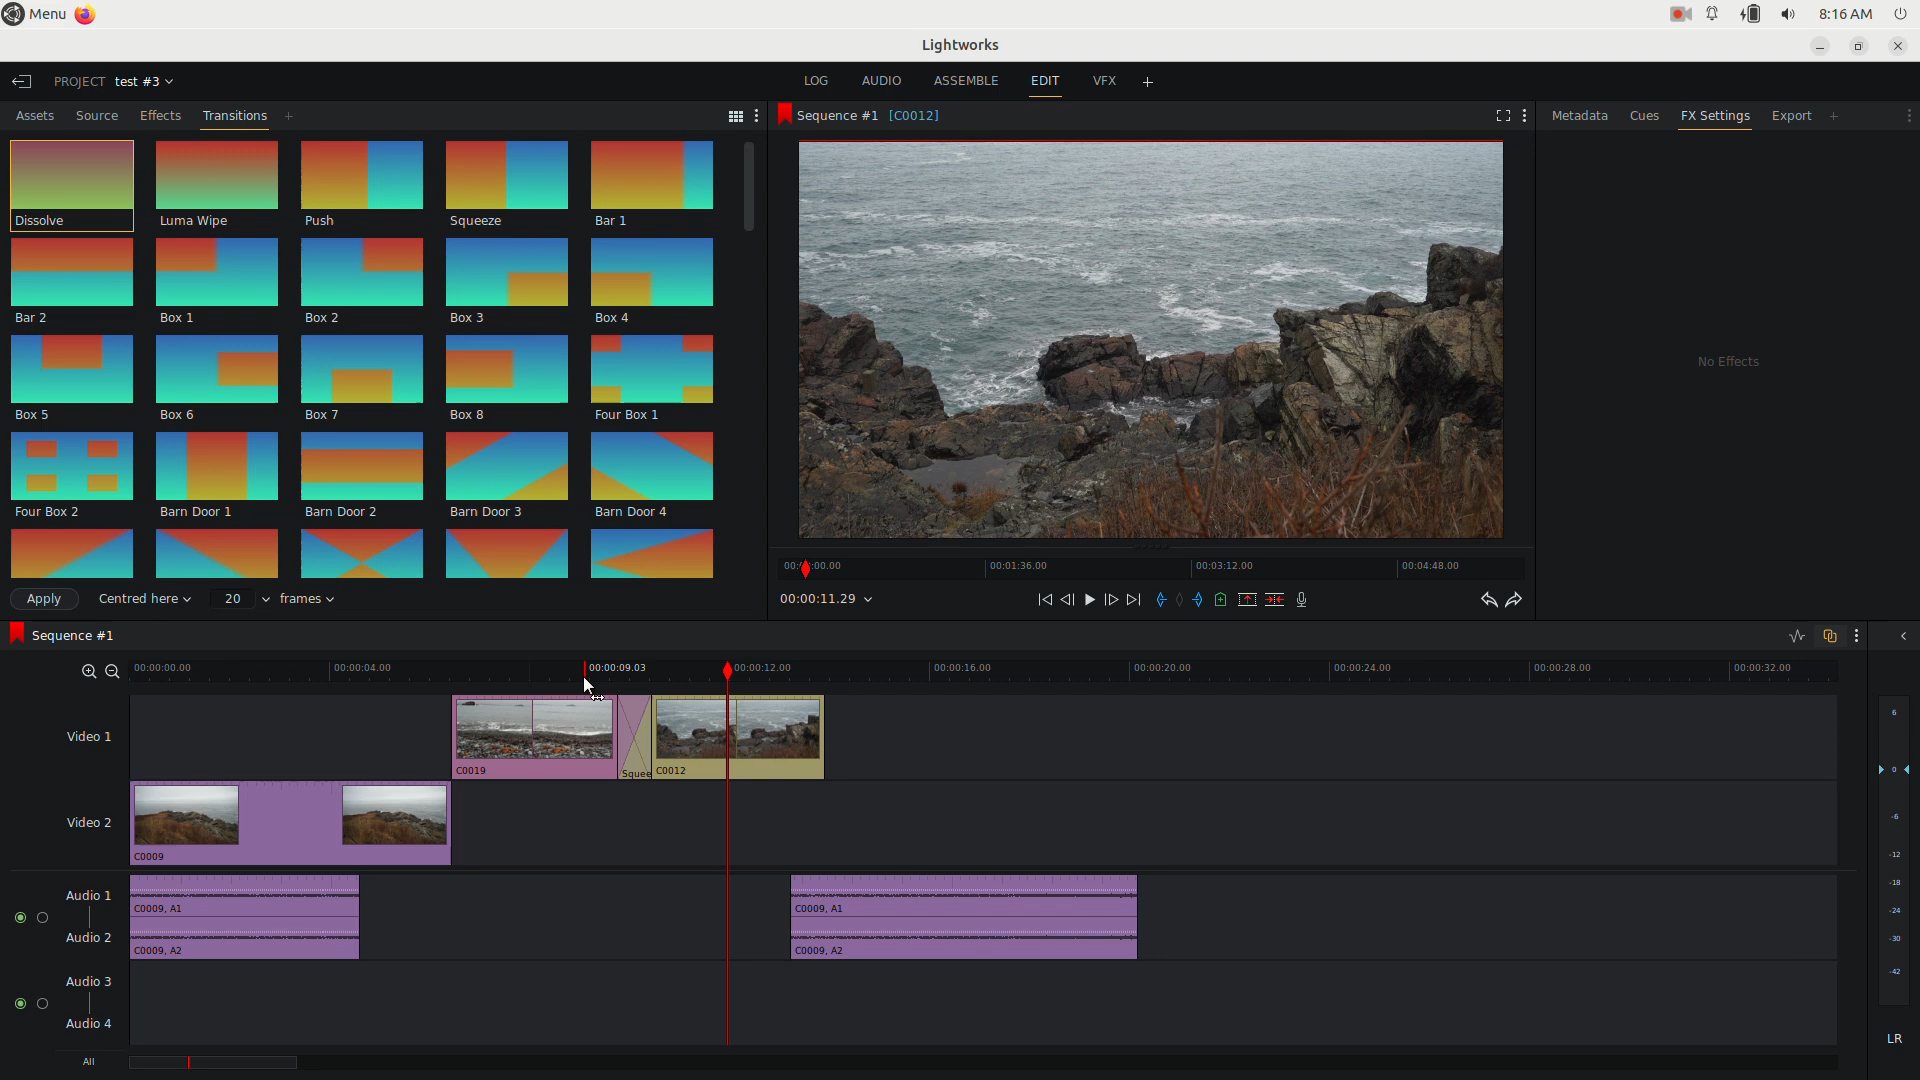 Menu
8:16 AM
Lightworks
PROJECT test #3
LOG AUDIO ASSEMBLE EDIT VFX +
Assets Source Effects Transitions +
Sequence #1 [C0012]
Metadata Cues FX Settings Export +
Dissolve Luma Wipe Push Squeeze Bar 1
Bar 2 Box 1 Box 2 Box 3 Box 4
Box 5 Box 6 Box 7 Box 8 Four Box 1
Four Box 2 Barn Door 1 Barn Door 2 Barn Door 3 Barn Door 4
No Effects
00:01:36.00 00:03:12.00 00:04:48.00
Apply Centred here 20 frames
00:00:11.29
Sequence #1
00:00:00.00 00:00:04.00 00:00:09.03 00:00:12.00 00:00:16.00 00:00:20.00 00:00:24.00 00:00:28.00 00:00:32.00
Video 1
C0019 Squee C0012
Video 2
C0009
Audio 1
C0009, A1 C0009, A1
Audio 2
C0009, A2 C0009, A2
Audio 3
Audio 4
All
6
0
-6
-12
-18
-24
-30
-42
LR